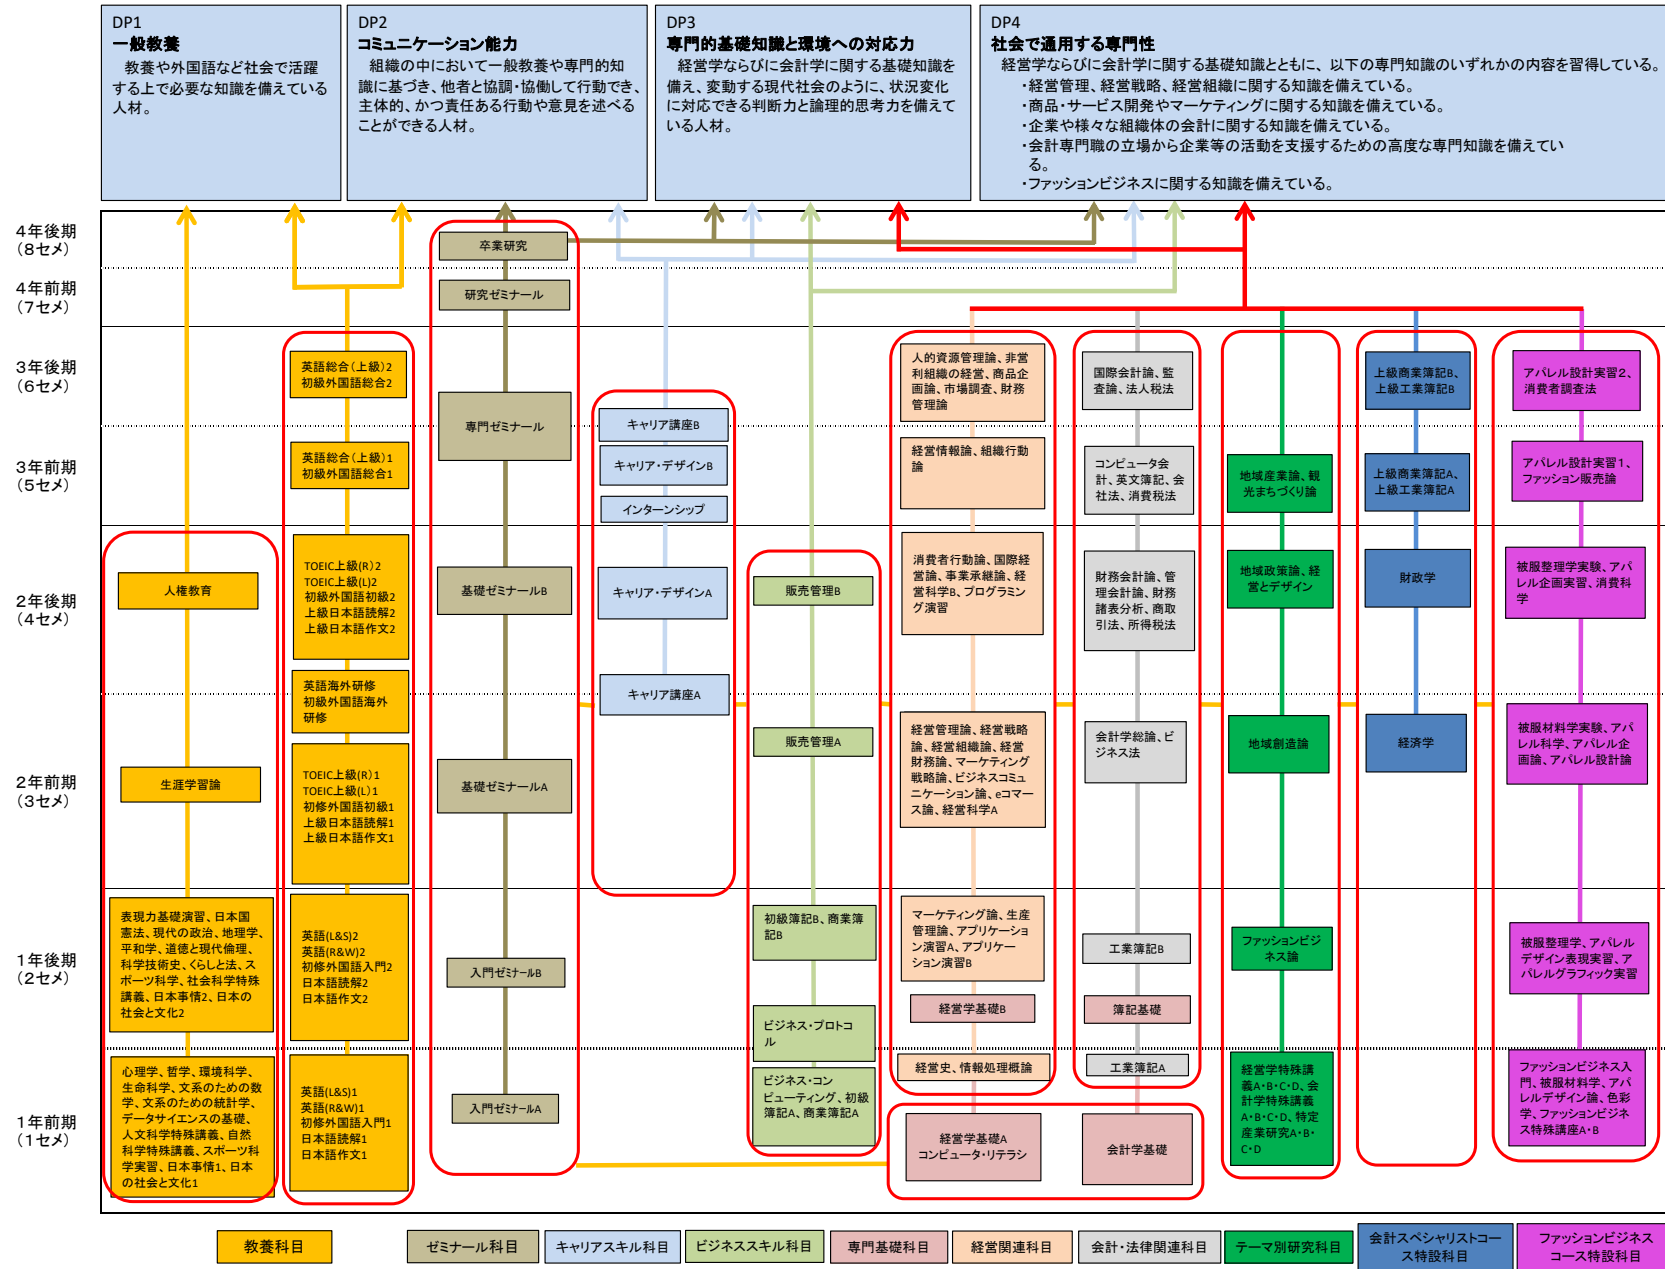 DP1
一般教養
教養や外国語など社会で活躍
する上で必要な知識を備えている
人材。
DP2
コミュニケーション能力
組織の中において一般教養や専門的知
識に基づき、他者と協調・協働して行動でき、
主体的、かつ責任ある行動や意見を述べる
ことができる人材。
DP3
専門的基礎知識と環境への対応力
経営学ならびに会計学に関する基礎知識を
備え、変動する現代社会のように、状況変化
に対応できる判断力と論理的思考力を備えて
いる人材。
DP4
社会で通用する専門性
経営学ならびに会計学に関する基礎知識とともに、以下の専門知識のいずれかの内容を習得している。
・経営管理、経営戦略、経営組織に関する知識を備えている。
・商品・サービス開発やマーケティングに関する知識を備えている。
・企業や様々な組織体の会計に関する知識を備えている。
・会計専門職の立場から企業等の活動を支援するための高度な専門知識を備えてい
る。
・ファッションビジネスに関する知識を備えている。
4年後期
(8セメ)
卒業研究
4年前期
(7セメ)
研究ゼミナール
3年後期
(6セメ)
英語総合(上級)2
初級外国語総合2
専門ゼミナール
キャリア講座B
人的資源管理論、非営
利組織の経営、商品企
画論、市場調査、財務
管理論
国際会計論、監
査論、法人税法
上級商業簿記B、
上級工業簿記B
アパレル設計実習2、
消費者調査法
3年前期
(5セメ)
英語総合(上級)1
初級外国語総合1
キャリア・デザインB
インターンシップ
経営情報論、組織行動
論
コンピュータ会
計、英文簿記、会
社法、消費税法
地域産業論、観
光まちづくり論
上級商業簿記A、
上級工業簿記A
アパレル設計実習1、
ファッション販売論
2年後期
(4セメ)
人権教育
TOEIC上級(R)2
TOEIC上級(L)2
初級外国語初級2
上級日本語読解2
上級日本語作文2
基礎ゼミナールB
キャリア・デザインA
販売管理B
消費者行動論、国際経
営論、事業承継論、経
営科学B、プログラミン
グ演習
財務会計論、管
理会計論、財務
諸表分析、商取
引法、所得税法
地域政策論、経
営とデザイン
財政学
被服整理学実験、アパ
レル企画実習、消費科
学
英語海外研修
初級外国語海外
研修
キャリア講座A
2年前期
(3セメ)
生涯学習論
TOEIC上級(R)1
TOEIC上級(L)1
初修外国語初級1
上級日本語読解1
上級日本語作文1
基礎ゼミナールA
販売管理A
経営管理論、経営戦略
論、経営組織論、経営
財務論、マーケティング
戦略論、ビジネスコミュ
ニケーション論、eコマー
ス論、経営科学A
会計学総論、ビ
ジネス法
地域創造論
経済学
被服材料学実験、アパ
レル科学、アパレル企
画論、アパレル設計論
1年後期
(2セメ)
表現力基礎演習、日本国
憲法、現代の政治、地理学、
平和学、道徳と現代倫理、
科学技術史、くらしと法、ス
ポーツ科学、社会科学特殊
講義、日本事情2、日本の
社会と文化2
英語(L&S)2
英語(R&W)2
初修外国語入門2
日本語読解2
日本語作文2
入門ゼミナールB
初級簿記B、商業簿
記B
ビジネス・プロトコ
ル
マーケティング論、生産
管理論、アプリケーショ
ン演習A、アプリケー
ション演習B
経営学基礎B
工業簿記B
簿記基礎
ファッションビジ
ネス論
被服整理学、アパレル
デザイン表現実習、ア
パレルグラフィック実習
1年前期
(1セメ)
心理学、哲学、環境科学、
生命科学、文系のための数
学、文系のための統計学、
データサイエンスの基礎、
人文科学特殊講義、自然
科学特殊講義、スポーツ科
学実習、日本事情1、日本
の社会と文化1
英語(L&S)1
英語(R&W)1
初修外国語入門1
日本語読解1
日本語作文1
入門ゼミナールA
ビジネス・コン
ピューティング、初級
簿記A、商業簿記A
経営史、情報処理概論
経営学基礎A
コンピュータ・リテラシ
工業簿記A
会計学基礎
経営学特殊講
義A・B・C・D、会
計学特殊講義
A・B・C・D、特定
産業研究A・B・
C・D
ファッションビジネス入
門、被服材料学、アパ
レルデザイン論、色彩
学、ファッションビジネ
ス特殊講座A・B
教養科目
ゼミナール科目
キャリアスキル科目
ビジネススキル科目
専門基礎科目
経営関連科目
会計・法律関連科目
テーマ別研究科目
会計スペシャリストコー
ス特設科目
ファッションビジネス
コース特設科目